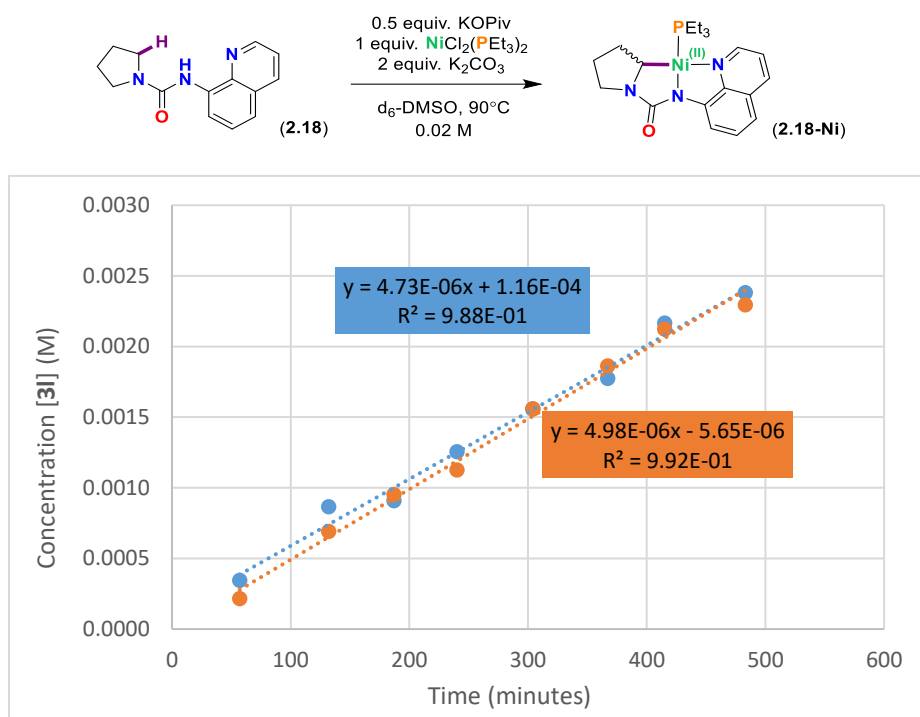 H
N
NH
O
N
(2.18)
0.5 equiv. KOPiv
1 equiv. NiCl₂(PEt₃)₂
2 equiv. K₂CO₃
d₆-DMSO, 90°C
0.02 M
PEt₃
Ni(II)
N
N
N
O
(2.18-Ni)
0.0030
0.0025
0.0020
0.0015
0.0010
0.0005
0.0000
Concentration [3l] (M)
y = 4.73E-06x + 1.16E-04
R² = 9.88E-01
y = 4.98E-06x - 5.65E-06
R² = 9.92E-01
0 100 200 300 400 500 600
Time (minutes)